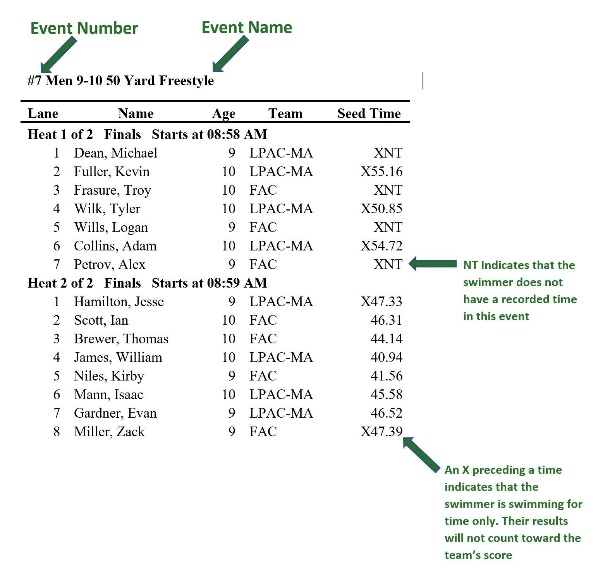 Event Number
Event Name
#7 Men 9-10 50 Yard Freestyle
Lane Name Age Team Seed Time
Heat 1 of 2 Finals Starts at 08:58 AM
1 Dean, Michael 9 LPAC-MA XNT
2 Fuller, Kevin 10 LPAC-MA X55.16
3 Frasure, Troy 10 FAC XNT
4 Wilk, Tyler 10 LPAC-MA X50.85
5 Wills, Logan 9 FAC XNT
6 Collins, Adam 10 LPAC-MA X54.72
7 Petrov, Alex 9 FAC XNT
Heat 2 of 2 Finals Starts at 08:59 AM
1 Hamilton, Jesse 9 LPAC-MA X47.33
2 Scott, Ian 10 FAC 46.31
3 Brewer, Thomas 10 FAC 44.14
4 James, William 10 LPAC-MA 40.94
5 Niles, Kirby 9 FAC 41.56
6 Mann, Isaac 10 LPAC-MA 45.58
7 Gardner, Evan 9 LPAC-MA 46.52
8 Miller, Zack 9 FAC X47.39
NT Indicates that the
swimmer does not
have a recorded time
in this event
An X preceding a time
indicates that the
swimmer is swimming for
time only. Their results
will not count toward the
team's score